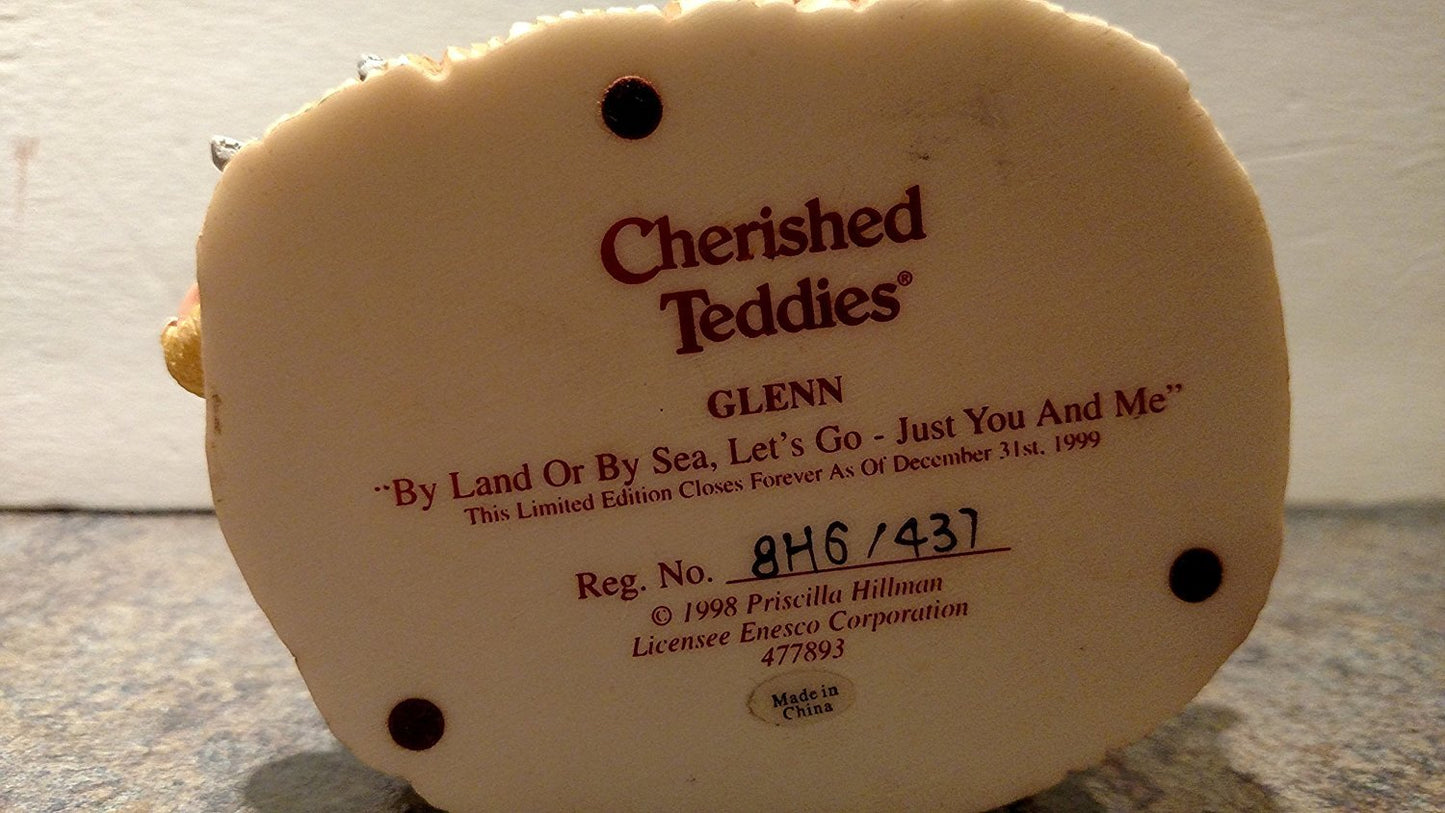 Cherished
Teddies®
GLENN
"By Land Or By Sea, Let's Go - Just You And Me"
This Limited Edition Closes Forever As Of December 31st, 1999
Reg. No. 8H6/437
© 1998 Priscilla Hillman
Licensee Enesco Corporation
477893
Made in
China